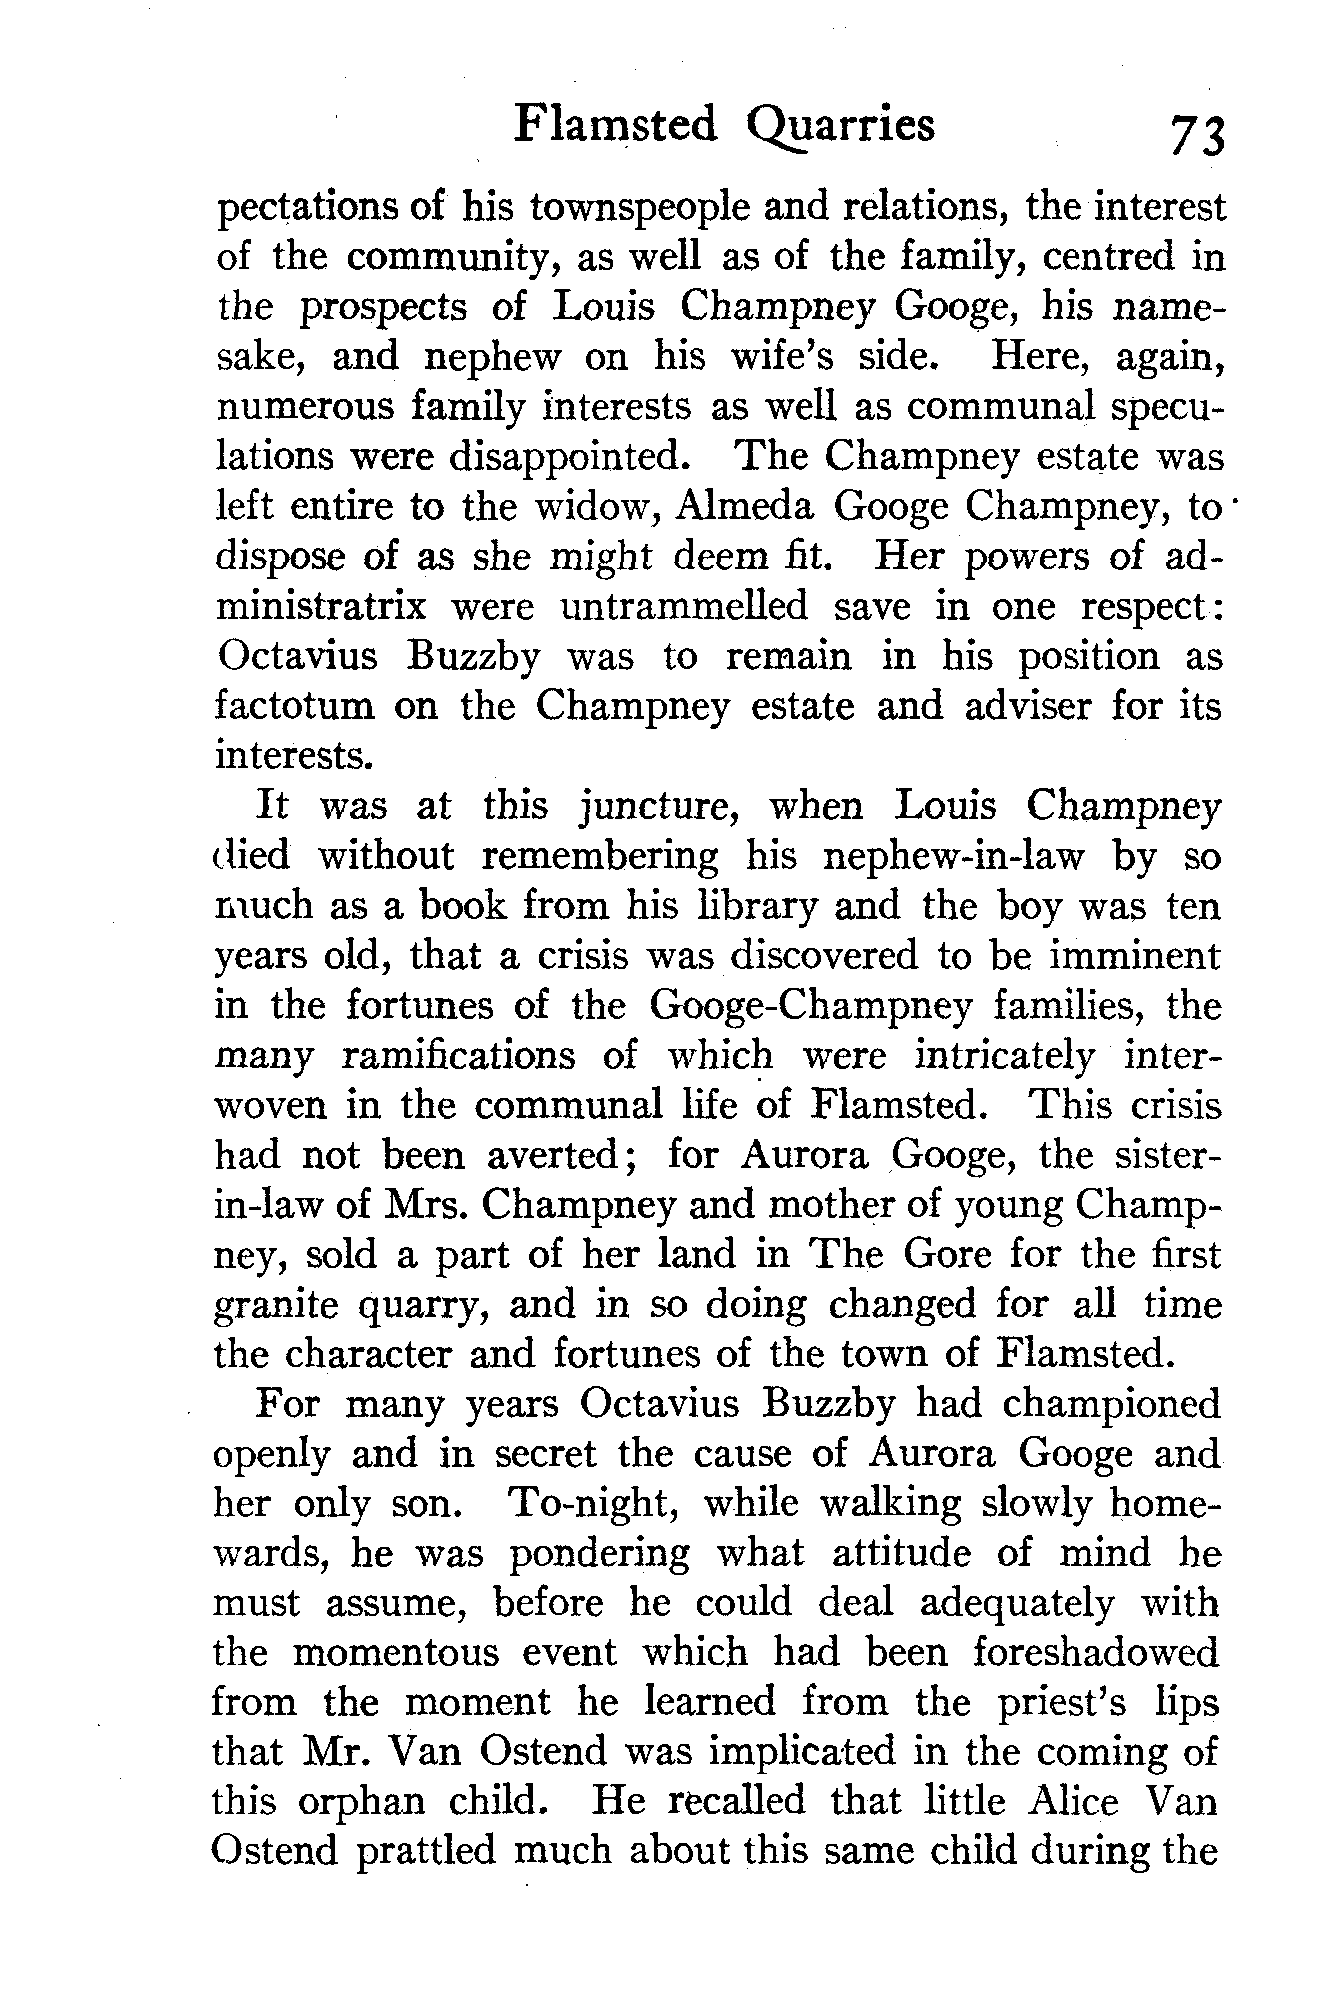 Flamsted Quarries 73
pectations of his townspeople and relations, the interest
of the community, as well as of the family, centred in
the prospects of Louis Champney Googe, his name-
sake, and nephew on his wife's side. Here, again,
numerous family interests as well as communal specu-
lations were disappointed. The Champney estate was
left entire to the widow, Almeda Googe Champney, to
dispose of as she might deem fit. Her powers of ad-
ministratrix were untrammelled save in one respect:
Octavius Buzzby was to remain in his position as
factotum on the Champney estate and adviser for its
interests.
It was at this juncture, when Louis Champney
died without remembering his nephew-in-law by so
much as a book from his library and the boy was ten
years old, that a crisis was discovered to be imminent
in the fortunes of the Googe-Champney families, the
many ramifications of which were intricately inter-
woven in the communal life of Flamsted. This crisis
had not been averted; for Aurora Googe, the sister-
in-law of Mrs. Champney and mother of young Champ-
ney, sold a part of her land in The Gore for the first
granite quarry, and in so doing changed for all time
the character and fortunes of the town of Flamsted.
For many years Octavius Buzzby had championed
openly and in secret the cause of Aurora Googe and
her only son. To-night, while walking slowly home-
wards, he was pondering what attitude of mind he
must assume, before he could deal adequately with
the momentous event which had been foreshadowed
from the moment he learned from the priest's lips
that Mr. Van Ostend was implicated in the coming of
this orphan child. He recalled that little Alice Van
Ostend prattled much about this same child during the